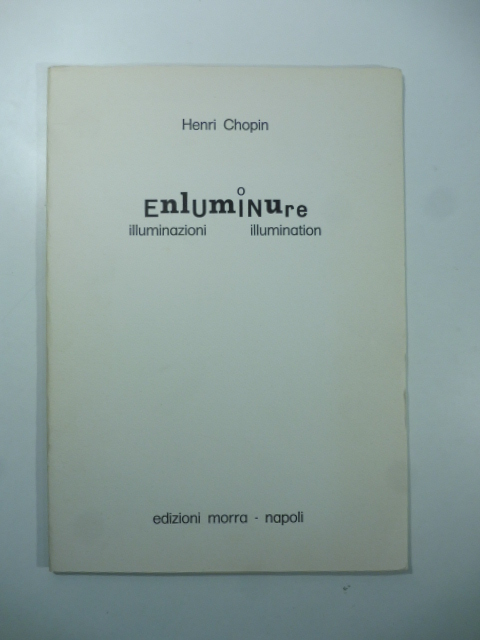 Henri Chopin
EnlUmiNure
illuminazioni illumination
edizioni morra - napoli